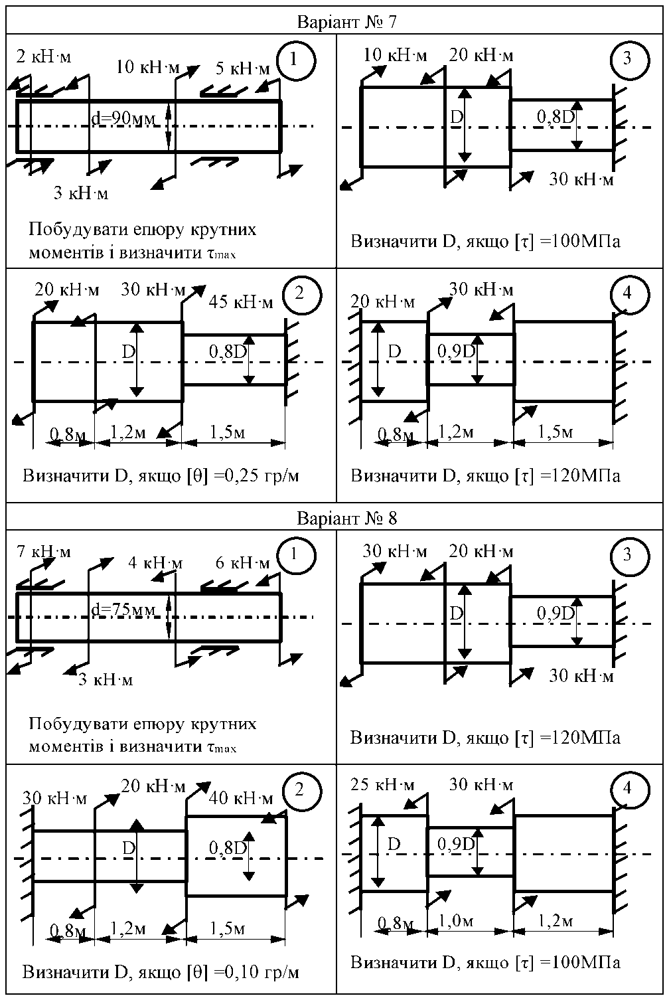 Варіант № 7
1
2 кН·м
10 кН·м
5 кН·м
d=90мм
3 кН·м
Побудувати епюру крутних
моментів і визначити τmax
3
10 кН·м
20 кН·м
D
0,8D
30 кН·м
Визначити D, якщо [τ] =100МПа
2
20 кН·м
30 кН·м
45 кН·м
D
0,8D
0,8м
1,2м
1,5м
Визначити D, якщо [θ] =0,25 гр/м
4
20 кН·м
30 кН·м
D
0,9D
0,8м
1,2м
1,5м
Визначити D, якщо [τ] =120МПа
Варіант № 8
1
7 кН·м
4 кН·м
6 кН·м
d=75мм
3 кН·м
Побудувати епюру крутних
моментів і визначити τmax
3
30 кН·м
20 кН·м
D
0,9D
30 кН·м
Визначити D, якщо [τ] =120МПа
2
30 кН·м
20 кН·м
40 кН·м
D
0,8D
0,8м
1,2м
1,5м
Визначити D, якщо [θ] =0,10 гр/м
4
25 кН·м
30 кН·м
D
0,9D
0,8м
1,0м
1,2м
Визначити D, якщо [τ] =100МПа